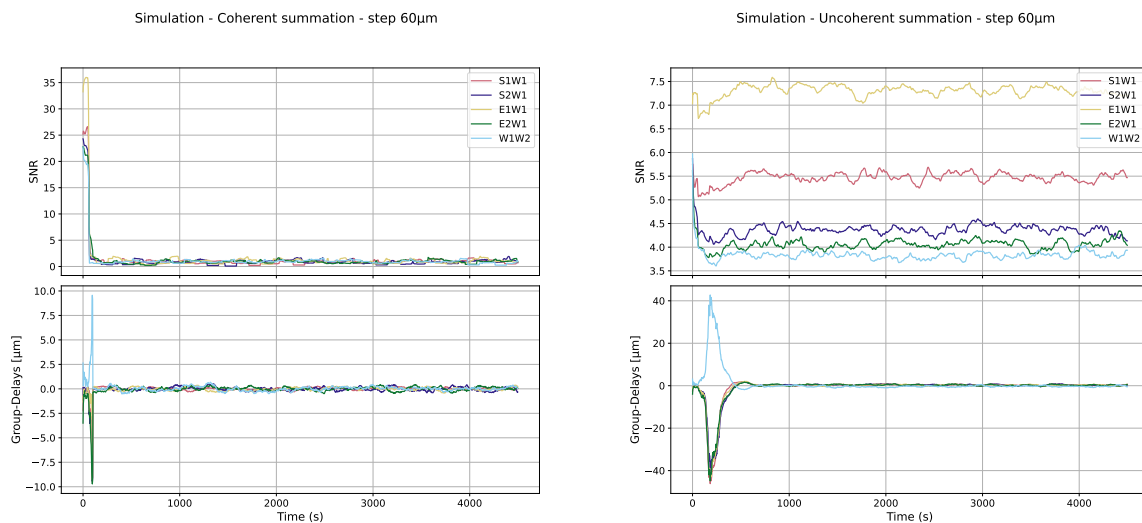 Simulation - Coherent summation - step 60μm
35
30
25
20
15
10
5
0
SNR
S1W1
S2W1
E1W1
E2W1
W1W2
10.0
7.5
5.0
2.5
0.0
−2.5
−5.0
−7.5
−10.0
Group-Delays [μm]
0 1000 2000 3000 4000
Time (s)
Simulation - Uncoherent summation - step 60μm
7.5
7.0
6.5
6.0
5.5
5.0
4.5
4.0
3.5
SNR
S1W1
S2W1
E1W1
E2W1
W1W2
40
20
0
−20
−40
Group-Delays [μm]
0 1000 2000 3000 4000
Time (s)